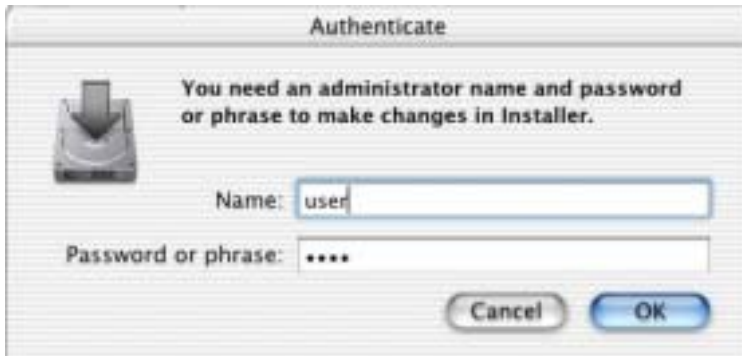 Authenticate
You need an administrator name and password
or phrase to make changes in Installer.
Name: user
Password or phrase: ••••
Cancel OK